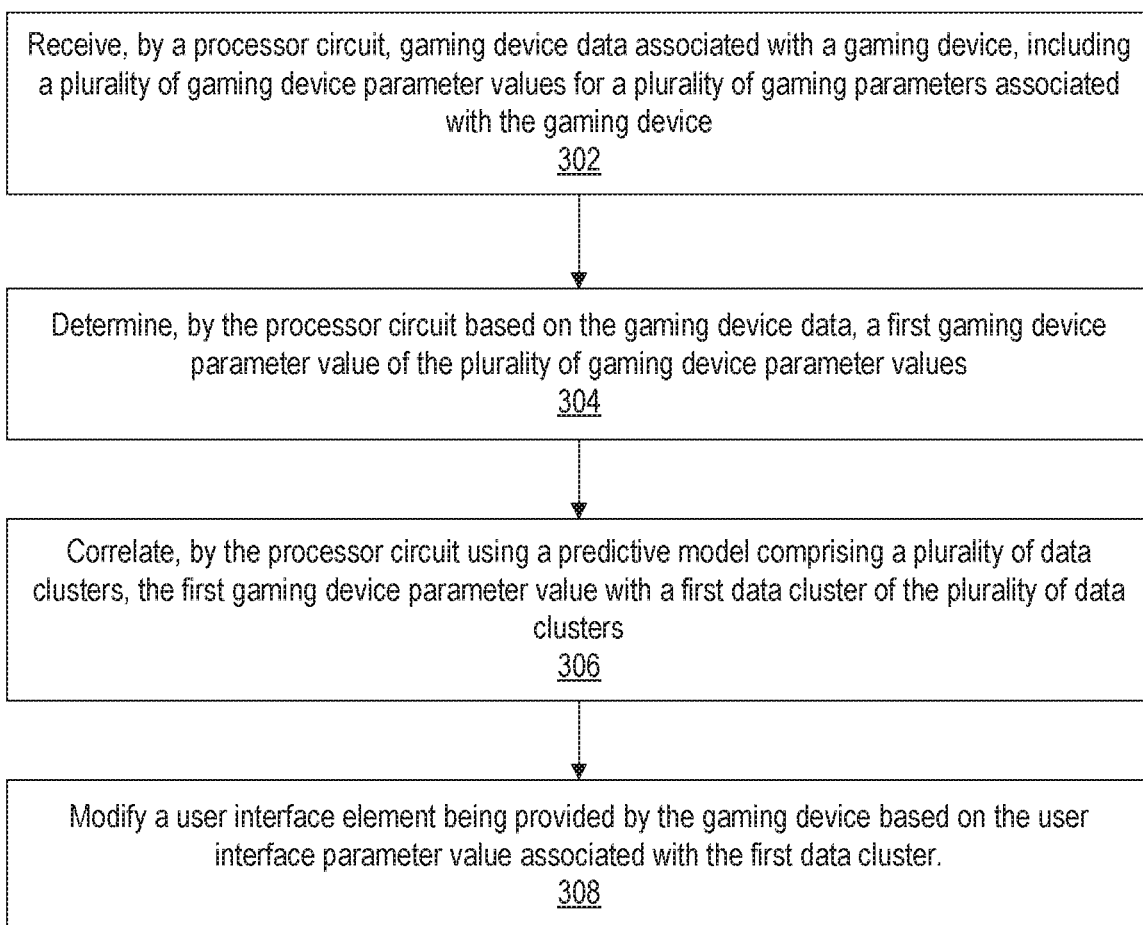 Receive, by a processor circuit, gaming device data associated with a gaming device, including
a plurality of gaming device parameter values for a plurality of gaming parameters associated
with the gaming device
302
Determine, by the processor circuit based on the gaming device data, a first gaming device
parameter value of the plurality of gaming device parameter values
304
Correlate, by the processor circuit using a predictive model comprising a plurality of data
clusters, the first gaming device parameter value with a first data cluster of the plurality of data
clusters
306
Modify a user interface element being provided by the gaming device based on the user
interface parameter value associated with the first data cluster.
308